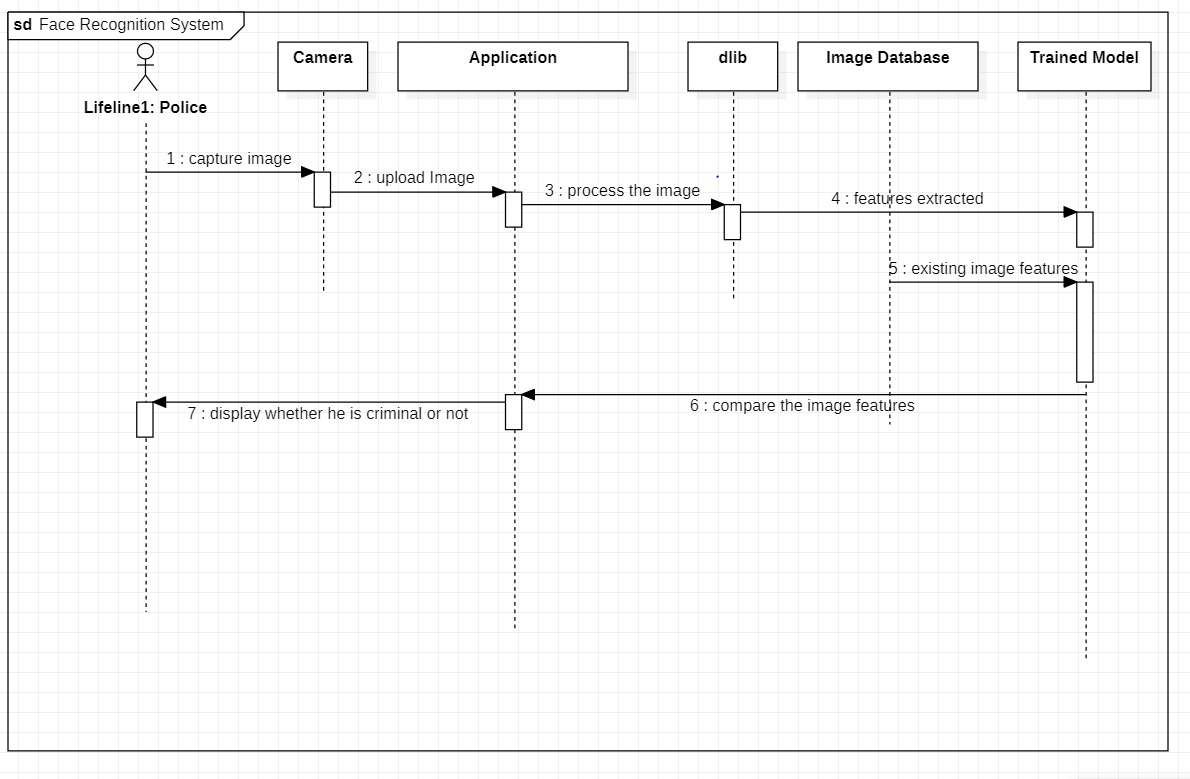 sd Face Recognition System
Lifeline1: Police
Camera
Application
dlib
Image Database
Trained Model
1 : capture image
2 : upload Image
3 : process the image
4 : features extracted
5 : existing image features
6 : compare the image features
7 : display whether he is criminal or not